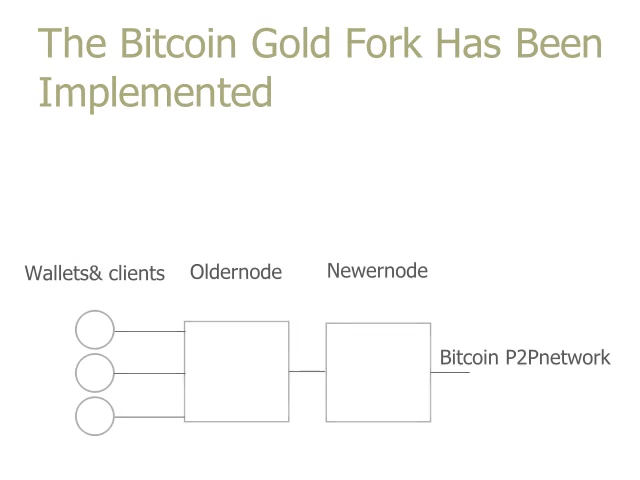 The Bitcoin Gold Fork Has Been
Implemented
Wallets& clients
Oldernode
Newernode
Bitcoin P2Pnetwork